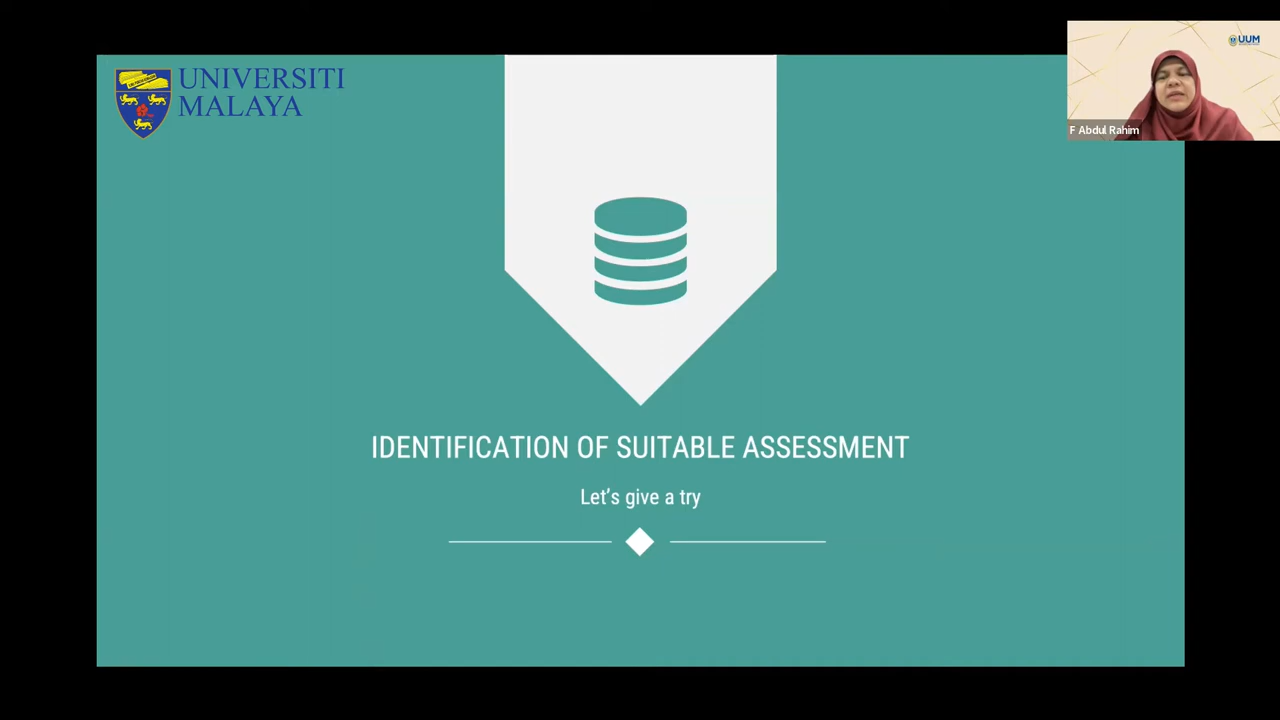 UNIVERSITI
MALAYA
UUM
F Abdul Rahim
IDENTIFICATION OF SUITABLE ASSESSMENT
Let's give a try